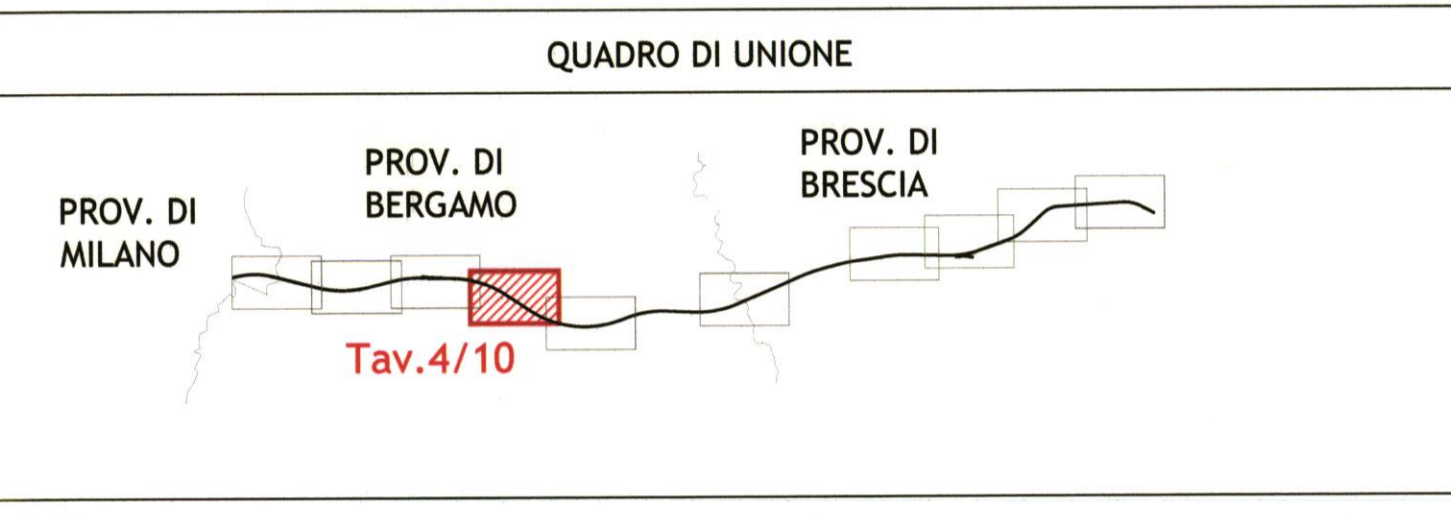 QUADRO DI UNIONE
PROV. DI
MILANO
PROV. DI
BERGAMO
PROV. DI
BRESCIA
Tav.4/10